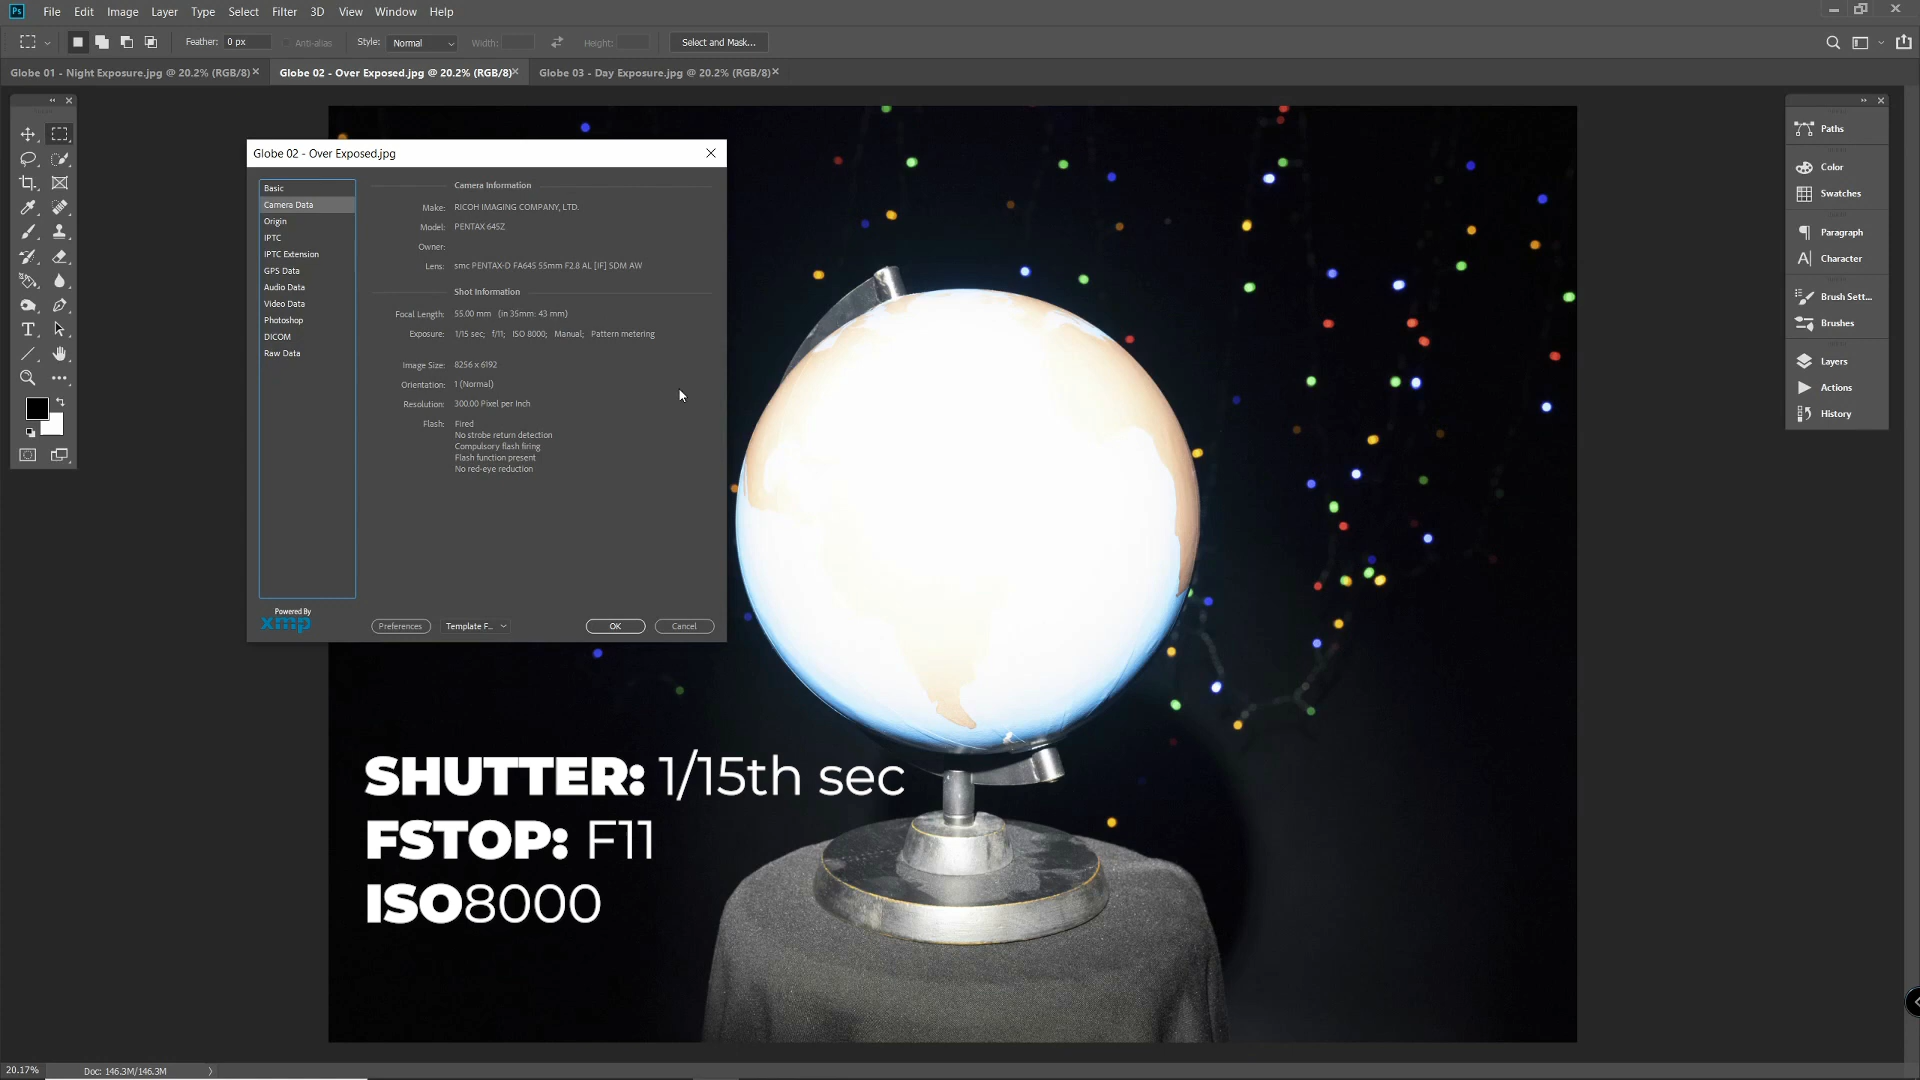 Ps File Edit Image Layer Type Select Filter 3D View Window Help
Feather: 0 px Anti-alias Style: Normal Width: Height: Select and Mask...
Globe 01 - Night Exposure.jpg @ 20.2% (RGB/8) Globe 02 - Over Exposed.jpg @ 20.2% (RGB/8) Globe 03 - Day Exposure.jpg @ 20.2% (RGB/8)
Globe 02 - Over Exposed.jpg
Basic
Camera Data
Origin
IPTC
IPTC Extension
GPS Data
Audio Data
Video Data
Photoshop
DICOM
Raw Data
Camera Information
Make: RICOH IMAGING COMPANY, LTD.
Model: PENTAX 645Z
Owner:
Lens: smc PENTAX-D FA645 55mm F2.8 AL [IF] SDM AW
Shot Information
Focal Length: 55.00 mm (in 35mm: 43 mm)
Exposure: 1/15 sec; f/11; ISO 8000; Manual; Pattern metering
Image Size: 8256 x 6192
Orientation: 1 (Normal)
Resolution: 300.00 Pixel per Inch
Flash: Fired
No strobe return detection
Compulsory flash firing
Flash function present
No red-eye reduction
Powered By
xmp
Preferences Template F... OK Cancel
Paths
Color
Swatches
Paragraph
Character
Brush Sett...
Brushes
Layers
Actions
History
SHUTTER: 1/15th sec
FSTOP: F11
ISO8000
20.17% Doc: 146.3M/146.3M